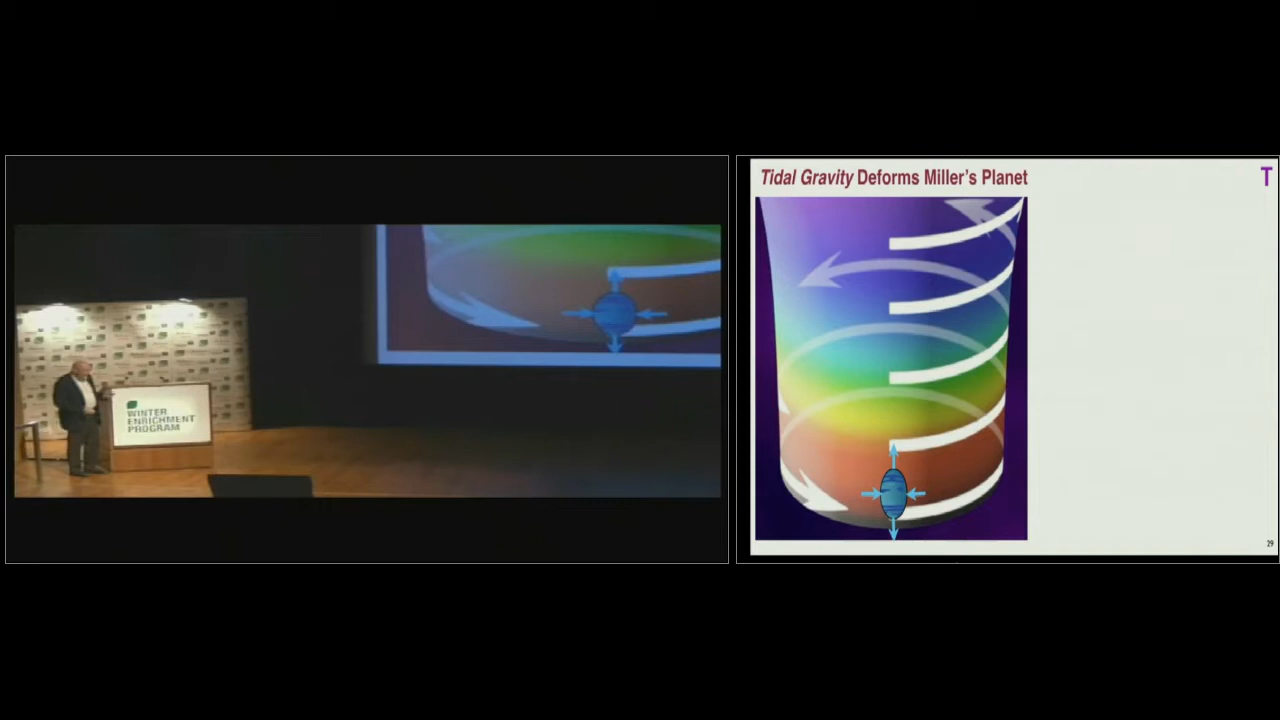 WINTER
ENRICHMENT
PROGRAM
Tidal Gravity Deforms Miller's Planet
T
29